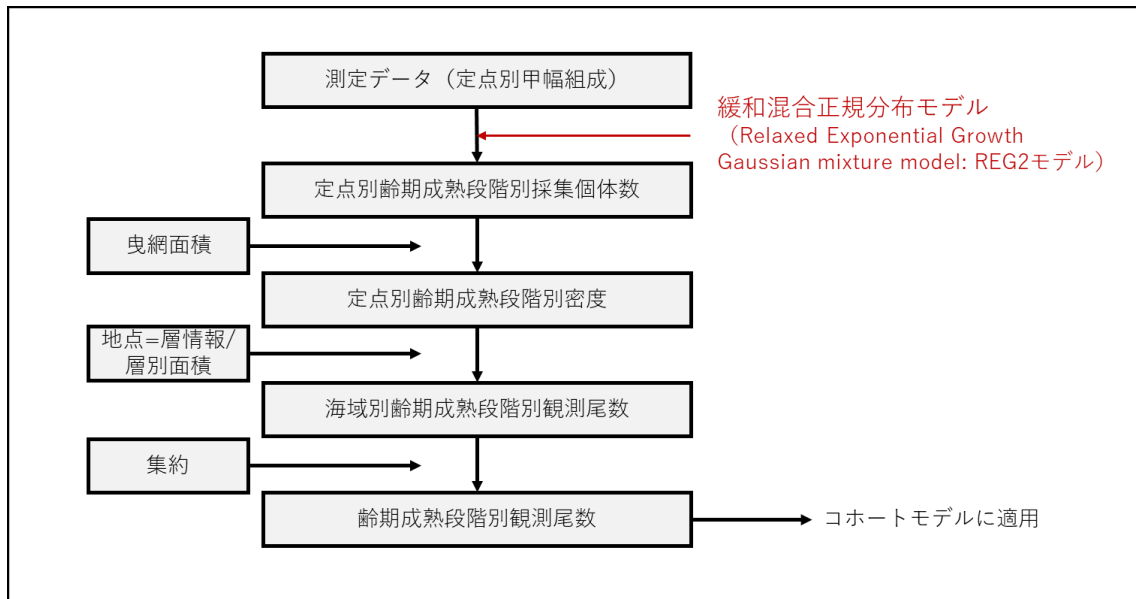 測定データ（定点別甲幅組成）
緩和混合正規分布モデル
（Relaxed Exponential Growth
Gaussian mixture model: REG2モデル）
定点別齢期成熟段階別採集個体数
曳網面積
定点別齢期成熟段階別密度
地点=層情報/
層別面積
海域別齢期成熟段階別観測尾数
集約
齢期成熟段階別観測尾数
コホートモデルに適用